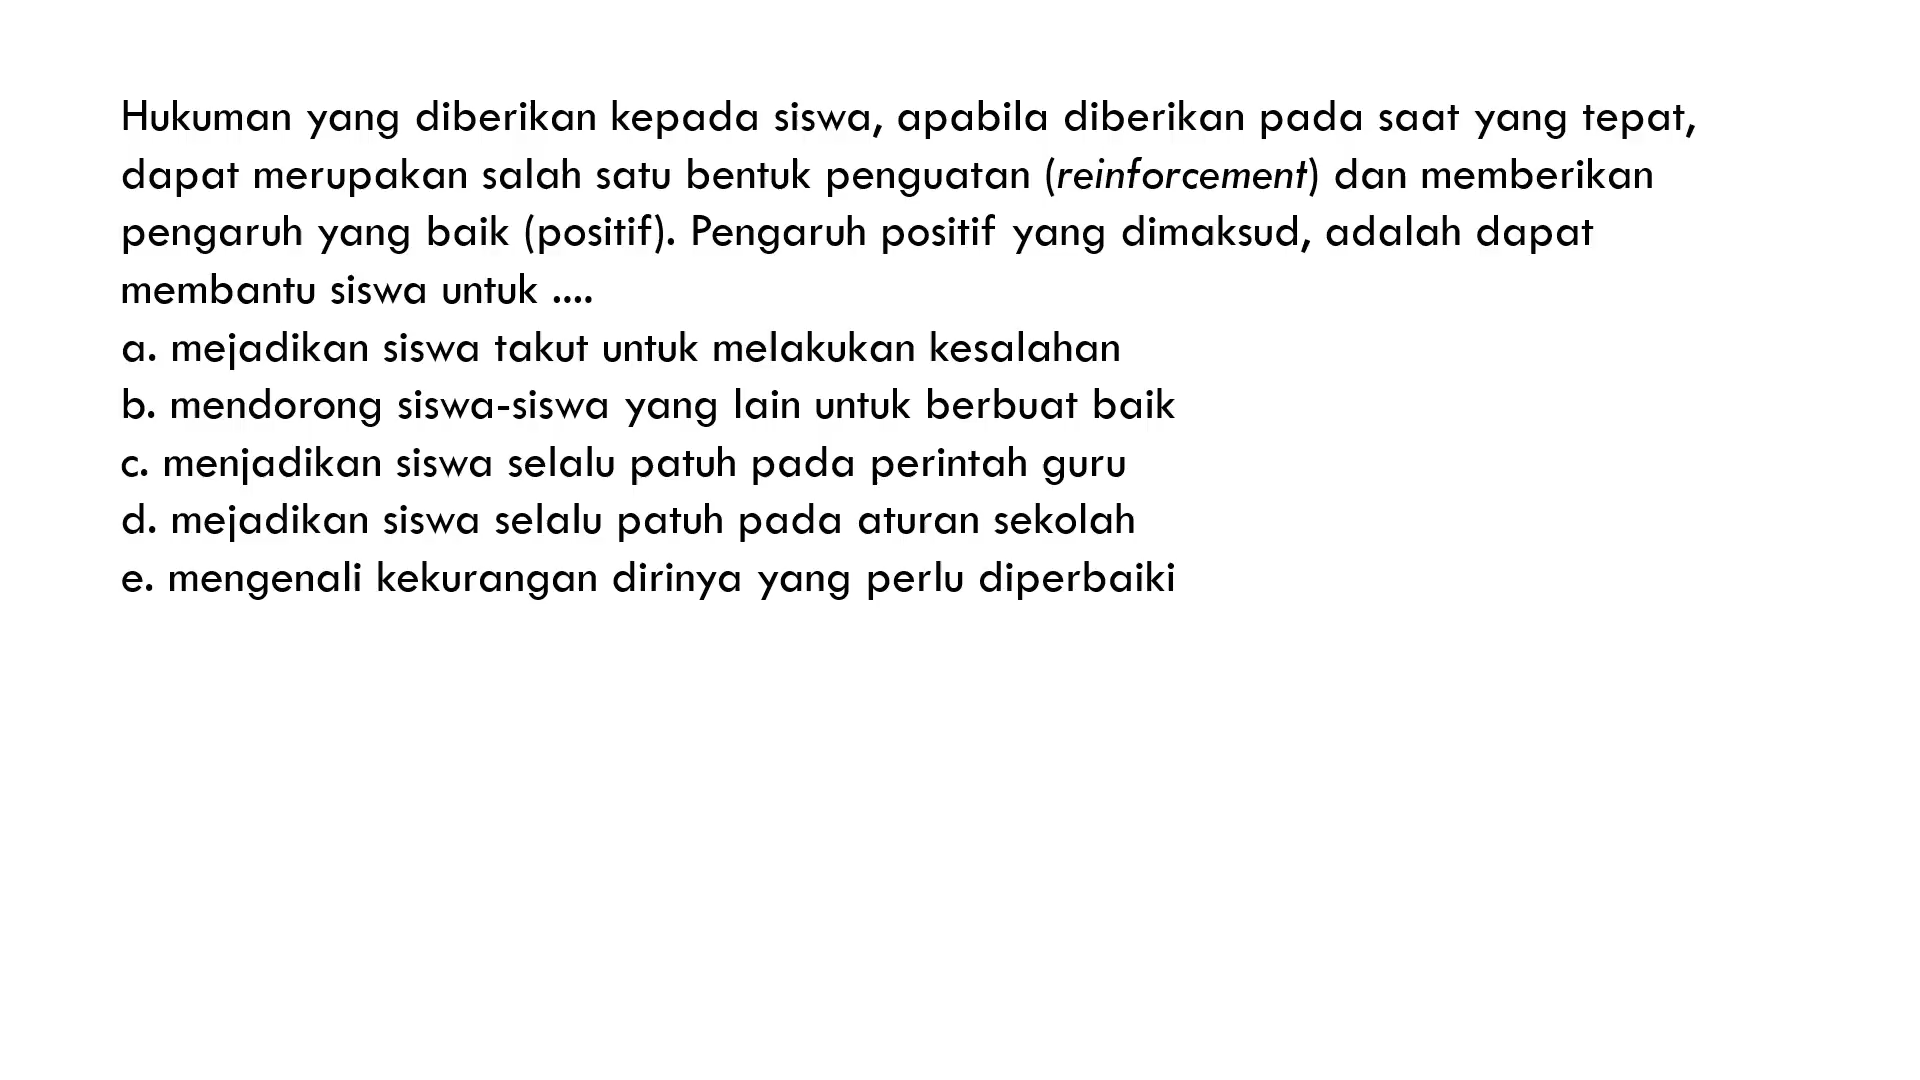 Hukuman yang diberikan kepada siswa, apabila diberikan pada saat yang tepat,
dapat merupakan salah satu bentuk penguatan (reinforcement) dan memberikan
pengaruh yang baik (positif). Pengaruh positif yang dimaksud, adalah dapat
membantu siswa untuk ....
a. mejadikan siswa takut untuk melakukan kesalahan
b. mendorong siswa-siswa yang lain untuk berbuat baik
c. menjadikan siswa selalu patuh pada perintah guru
d. mejadikan siswa selalu patuh pada aturan sekolah
e. mengenali kekurangan dirinya yang perlu diperbaiki